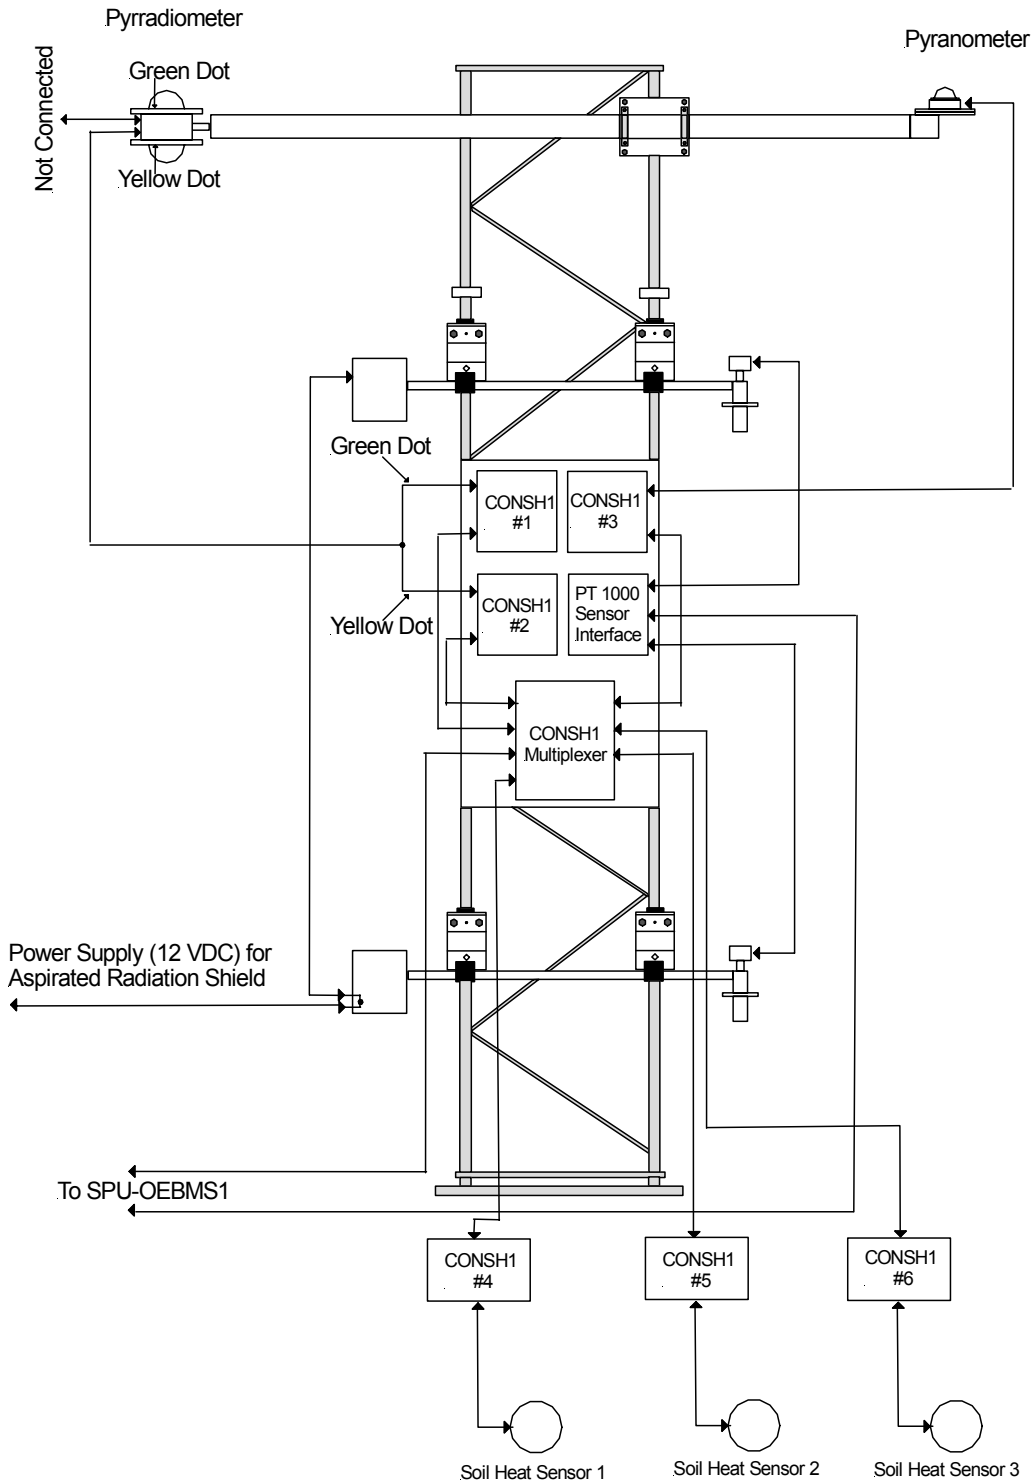 Pyrradiometer
Pyranometer
Not Connected
Green Dot
Yellow Dot
Green Dot
CONSH1
#1
CONSH1
#3
CONSH1
#2
PT 1000
Sensor
Interface
Yellow Dot
CONSH1
Multiplexer
Power Supply (12 VDC) for
Aspirated Radiation Shield
To SPU-OEBMS1
CONSH1
#4
CONSH1
#5
CONSH1
#6
Soil Heat Sensor 1
Soil Heat Sensor 2
Soil Heat Sensor 3